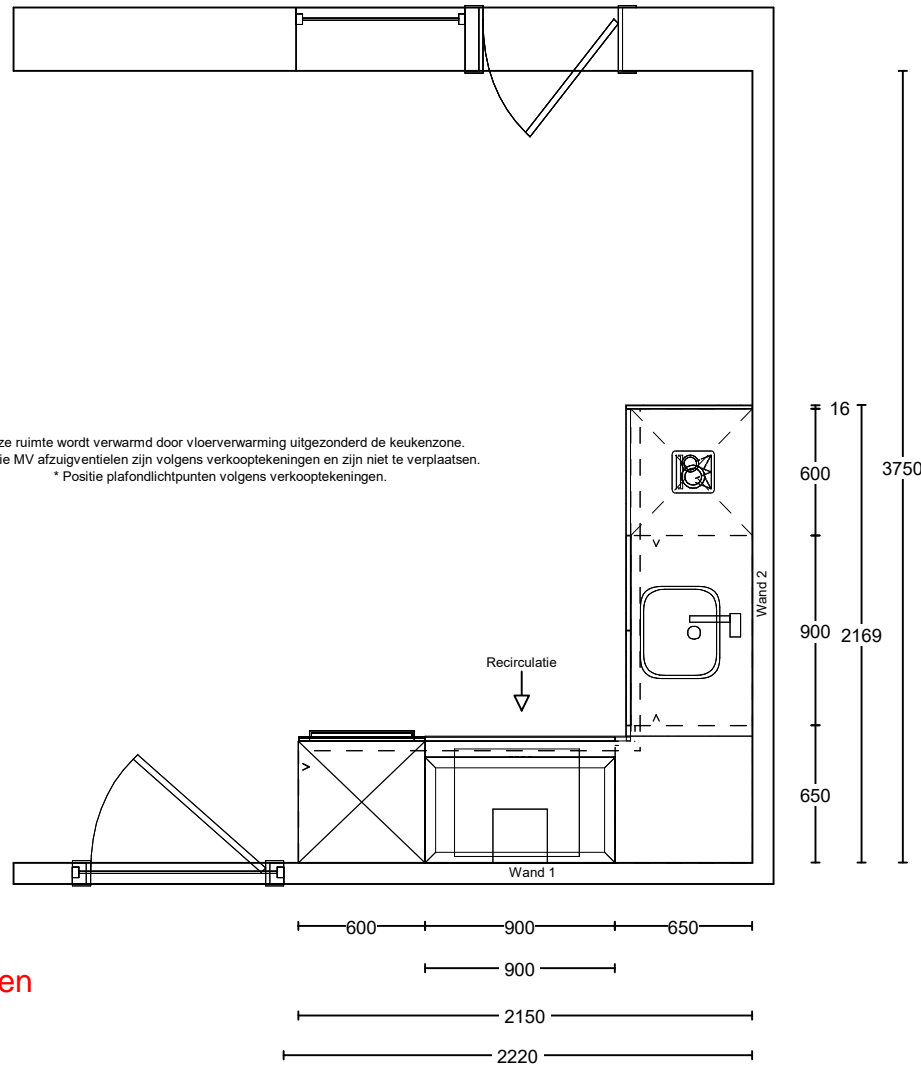 16
ze ruimte wordt verwarmd door vloerverwarming uitgezonderd de keukenzone.
ie MV afzuigventielen zijn volgens verkooptekeningen en zijn niet te verplaatsen.
* Positie plafondlichtpunten volgens verkooptekeningen.
600
3750
Wand 2
900
2169
Recirculatie
650
Wand 1
600
900
650
900
en
2150
2220